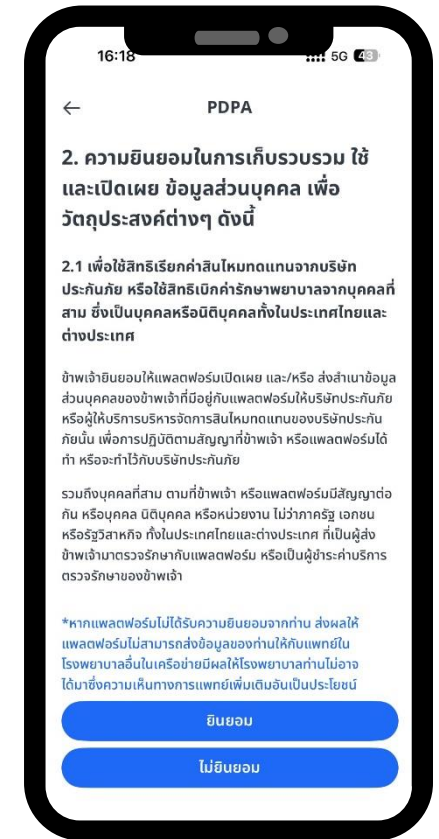 16:18
5G 43
PDPA
2. ความยินยอมในการเก็บรวบรวม ใช้
และเปิดเผย ข้อมูลส่วนบุคคล เพื่อ
วัตถุประสงค์ต่างๆ ดังนี้
2.1 เพื่อใช้สิทธิเรียกค่าสินไหมทดแทนจากบริษัท
ประกันภัย หรือใช้สิทธิเบิกค่ารักษาพยาบาลจากบุคคลที่
สาม ซึ่งเป็นบุคคลหรือนิติบุคคลทั้งในประเทศไทยและ
ต่างประเทศ
ข้าพเจ้ายินยอมให้แพลตฟอร์มเปิดเผย และ/หรือ ส่งสำเนาข้อมูล
ส่วนบุคคลของข้าพเจ้าที่มีอยู่กับแพลตฟอร์มให้บริษัทประกันภัย
หรือผู้ให้บริการบริหารจัดการสินไหมทดแทนของบริษัทประกัน
ภัยนั้น เพื่อการปฏิบัติตามสัญญาที่ข้าพเจ้า หรือแพลตฟอร์มได้
ทำ หรือจะทำไว้กับบริษัทประกันภัย
รวมถึงบุคคลที่สาม ตามที่ข้าพเจ้า หรือแพลตฟอร์มมีสัญญาต่อ
กัน หรือบุคคล นิติบุคคล หรือหน่วยงาน ไม่ว่าภาครัฐ เอกชน
หรือรัฐวิสาหกิจ ทั้งในประเทศไทยและต่างประเทศ ที่เป็นผู้ส่ง
ข้าพเจ้ามาตรวจรักษากับแพลตฟอร์ม หรือเป็นผู้ชำระค่าบริการ
ตรวจรักษาของข้าพเจ้า
*หากแพลตฟอร์มไม่ได้รับความยินยอมจากท่าน ส่งผลให้
แพลตฟอร์มไม่สามารถส่งข้อมูลของท่านให้กับแพทย์ใน
โรงพยาบาลอื่นในเครือข่ายมีผลให้โรงพยาบาลท่านไม่อาจ
ได้มาซึ่งความเห็นทางการแพทย์เพิ่มเติมอันเป็นประโยชน์
ยินยอม
ไม่ยินยอม